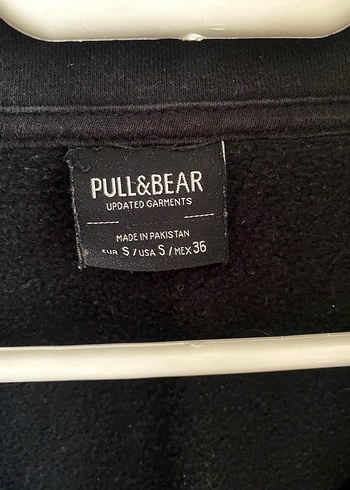 PULL&BEAR
UPDATED GARMENTS
MADE IN PAKISTAN
EUR S / USA S / MEX 36